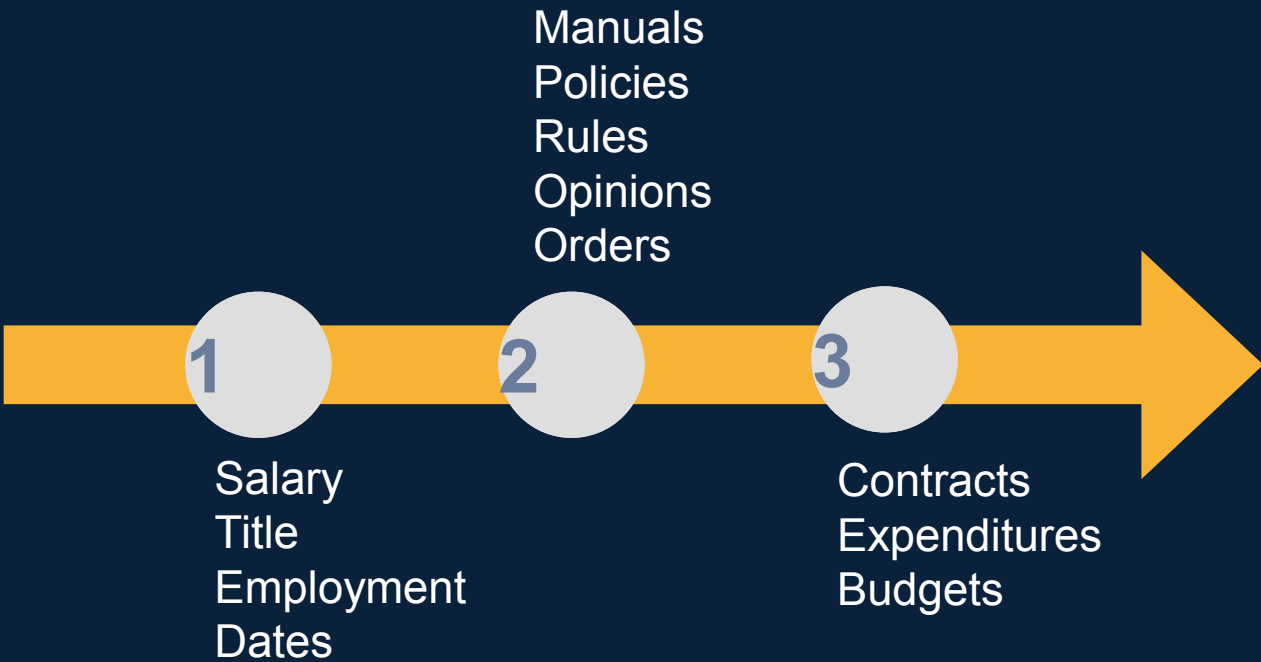 Manuals
Policies
Rules
Opinions
Orders
1
2
3
Salary
Title
Employment
Dates
Contracts
Expenditures
Budgets